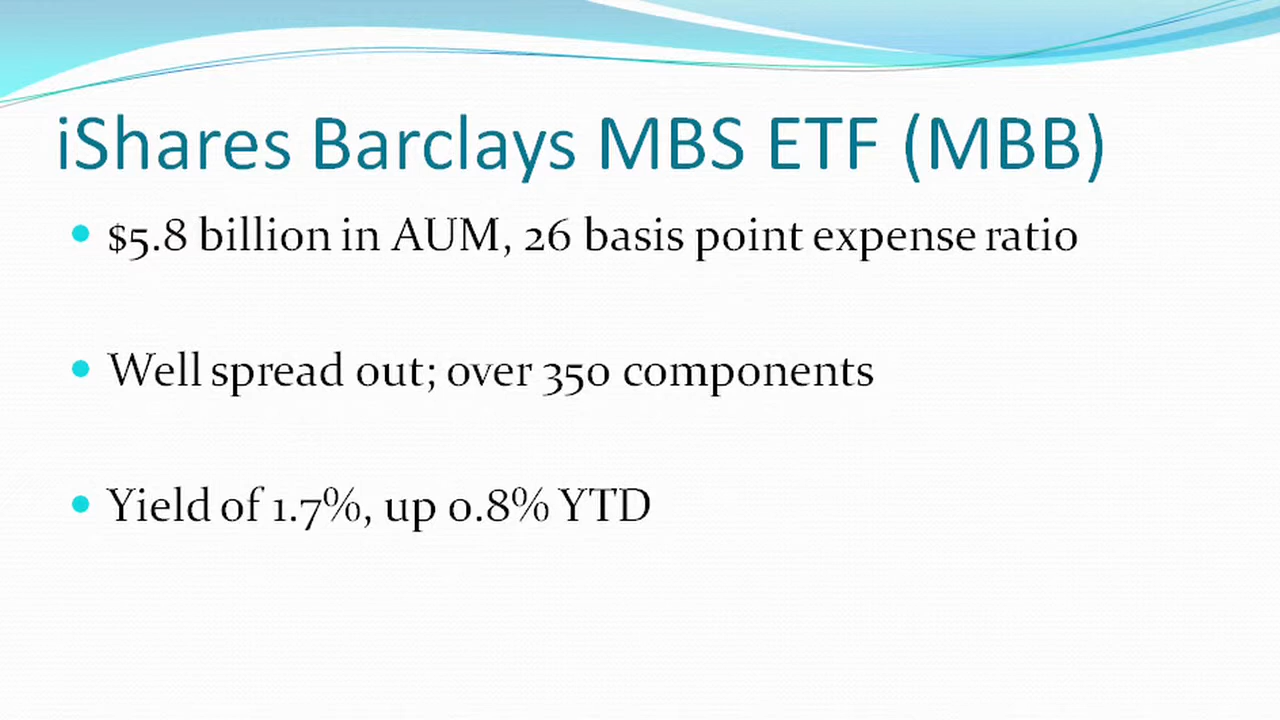 iShares Barclays MBS ETF (MBB)
• $5.8 billion in AUM, 26 basis point expense ratio
• Well spread out; over 350 components
• Yield of 1.7%, up 0.8% YTD